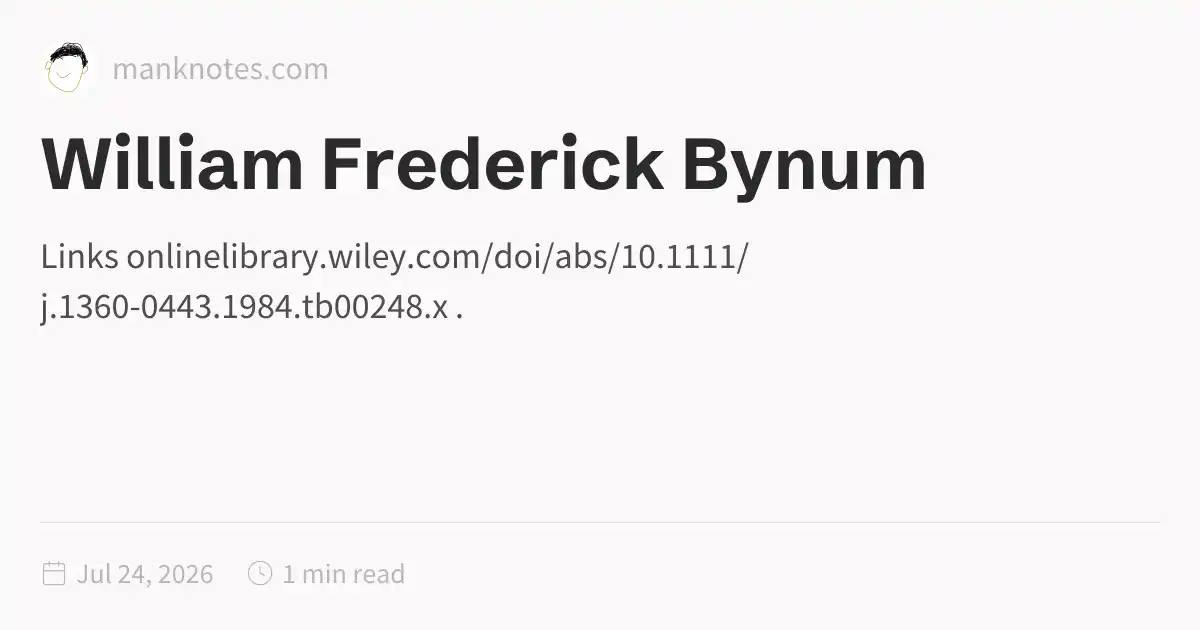 manknotes.com
William Frederick Bynum
Links onlinelibrary.wiley.com/doi/abs/10.1111/
j.1360-0443.1984.tb00248.x .
Jul 24, 2026 1 min read